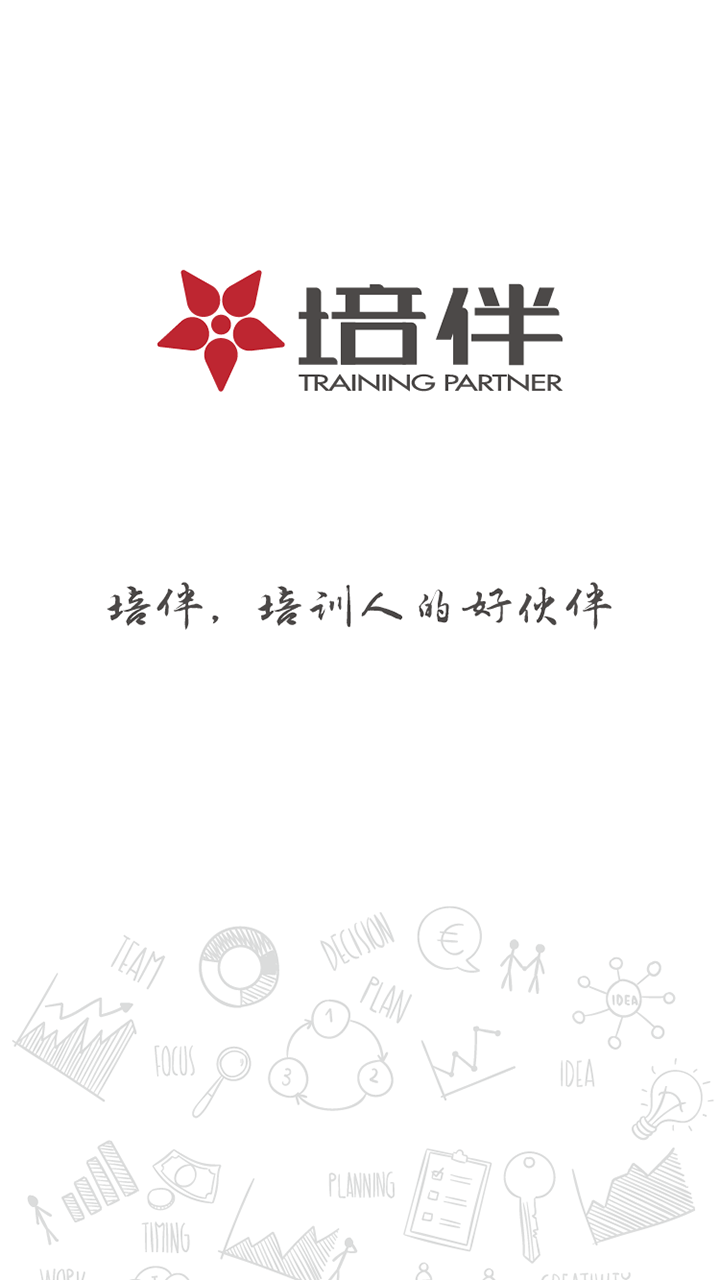 培伴
TRAINING PARTNER
培伴，培训人的好伙伴
TEAM
DECISION
€
PLAN
IDEA
1
FOCUS
3
2
IDEA
PLANNING
TIMING
WORK
CREATIVITY